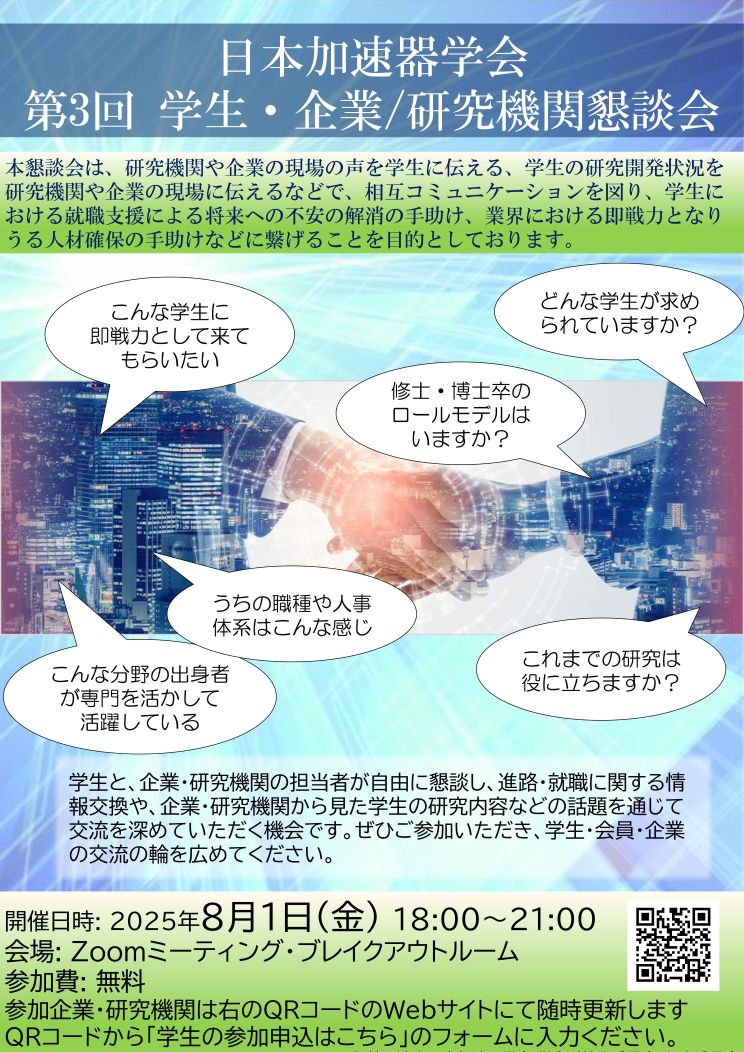 日本加速器学会
第3回 学生・企業/研究機関懇談会
本懇談会は、研究機関や企業の現場の声を学生に伝える、学生の研究開発状況を
研究機関や企業の現場に伝えるなどで、相互コミュニケーションを図り、学生に
おける就職支援による将来への不安の解消の手助け、業界における即戦力となり
うる人材確保の手助けなどに繋げることを目的としております。
こんな学生に
即戦力として来て
もらいたい
どんな学生が求め
られていますか？
修士・博士卒の
ロールモデルは
いますか？
うちの職種や人事
体系はこんな感じ
こんな分野の出身者
が専門を活かして
活躍している
これまでの研究は
役に立ちますか？
学生と、企業・研究機関の担当者が自由に懇談し、進路・就職に関する情
報交換や、企業・研究機関から見た学生の研究内容などの話題を通じて
交流を深めていただく機会です。ぜひご参加いただき、学生・会員・企業
の交流の輪を広めてください。
開催日時: 2025年8月1日(金) 18:00～21:00
会場: Zoomミーティング・ブレイクアウトルーム
参加費: 無料
参加企業・研究機関は右のQRコードのWebサイトにて随時更新します
QRコードから「学生の参加申込はこちら」のフォームに入力ください。